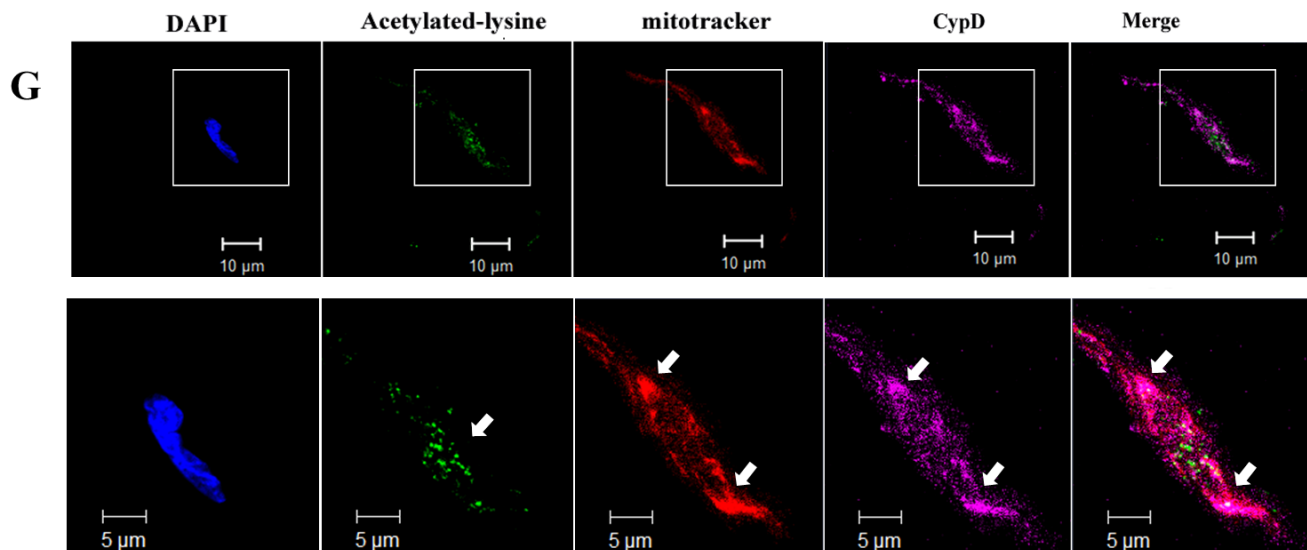 DAPI Acetylated-lysine mitotracker CypD Merge
G
10 µm 10 µm 10 µm 10 µm 10 µm
5 µm 5 µm 5 µm 5 µm 5 µm